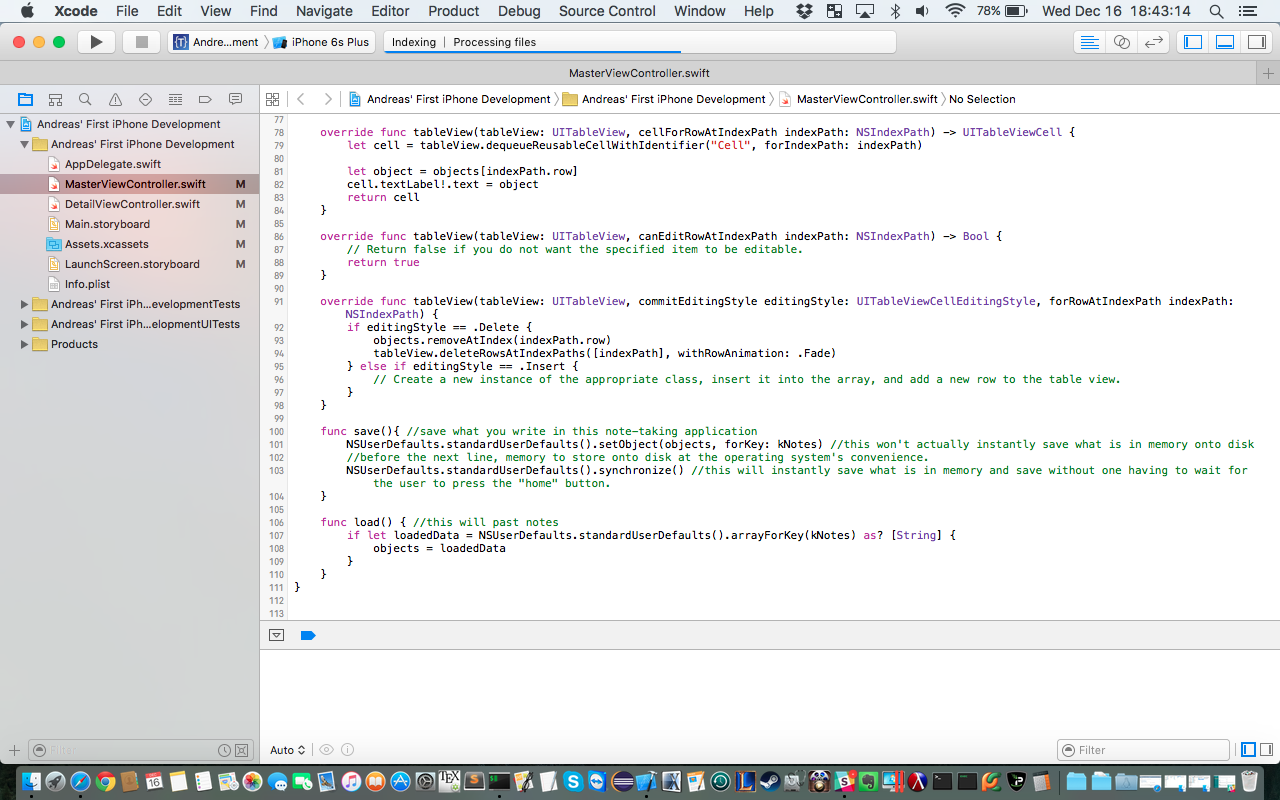 Xcode File Edit View Find Navigate Editor Product Debug Source Control Window Help 78% Wed Dec 16 18:43:14
Andre...ment iPhone 6s Plus Indexing | Processing files
MasterViewController.swift
Andreas' First iPhone Development Andreas' First iPhone Development MasterViewController.swift No Selection
Andreas' First iPhone Development
Andreas' First iPhone Development
AppDelegate.swift
MasterViewController.swift M
DetailViewController.swift M
Main.storyboard M
Assets.xcassets M
LaunchScreen.storyboard M
Info.plist
Andreas' First iPh...evelopmentTests
Andreas' First iPh...elopmentUITests
Products
77
78 override func tableView(tableView: UITableView, cellForRowAtIndexPath indexPath: NSIndexPath) -> UITableViewCell {
79 let cell = tableView.dequeueReusableCellWithIdentifier("Cell", forIndexPath: indexPath)
80
81 let object = objects[indexPath.row]
82 cell.textLabel!.text = object
83 return cell
84 }
85
86 override func tableView(tableView: UITableView, canEditRowAtIndexPath indexPath: NSIndexPath) -> Bool {
87 // Return false if you do not want the specified item to be editable.
88 return true
89 }
90
91 override func tableView(tableView: UITableView, commitEditingStyle editingStyle: UITableViewCellEditingStyle, forRowAtIndexPath indexPath:
NSIndexPath) {
92 if editingStyle == .Delete {
93 objects.removeAtIndex(indexPath.row)
94 tableView.deleteRowsAtIndexPaths([indexPath], withRowAnimation: .Fade)
95 } else if editingStyle == .Insert {
96 // Create a new instance of the appropriate class, insert it into the array, and add a new row to the table view.
97 }
98 }
99
100 func save(){ //save what you write in this note-taking application
101 NSUserDefaults.standardUserDefaults().setObject(objects, forKey: kNotes) //this won't actually instantly save what is in memory onto disk
102 //before the next line, memory to store onto disk at the operating system's convenience.
103 NSUserDefaults.standardUserDefaults().synchronize() //this will instantly save what is in memory and save without one having to wait for
the user to press the "home" button.
104 }
105
106 func load() { //this will past notes
107 if let loadedData = NSUserDefaults.standardUserDefaults().arrayForKey(kNotes) as? [String] {
108 objects = loadedData
109 }
110 }
111 }
112
113
Filter
Auto
Filter
16